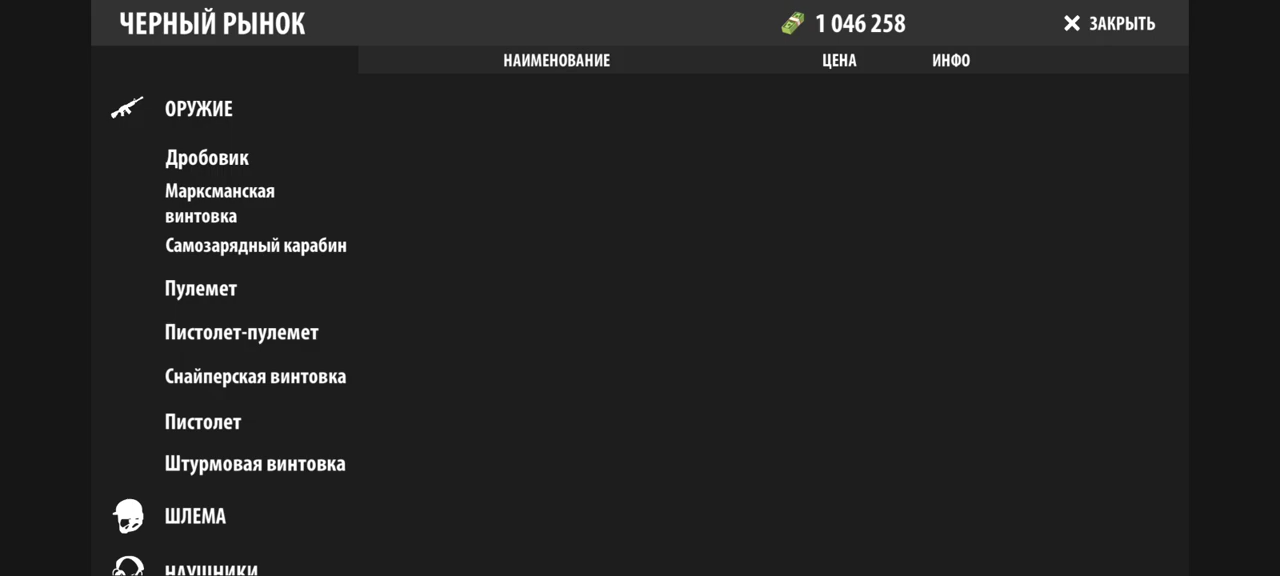 ЧЕРНЫЙ РЫНОК
1 046 258
ЗАКРЫТЬ
НАИМЕНОВАНИЕ
ЦЕНА
ИНФО
ОРУЖИЕ
Дробовик
Марксманская
винтовка
Самозарядный карабин
Пулемет
Пистолет-пулемет
Снайперская винтовка
Пистолет
Штурмовая винтовка
ШЛЕМА
НАУШНИКИ